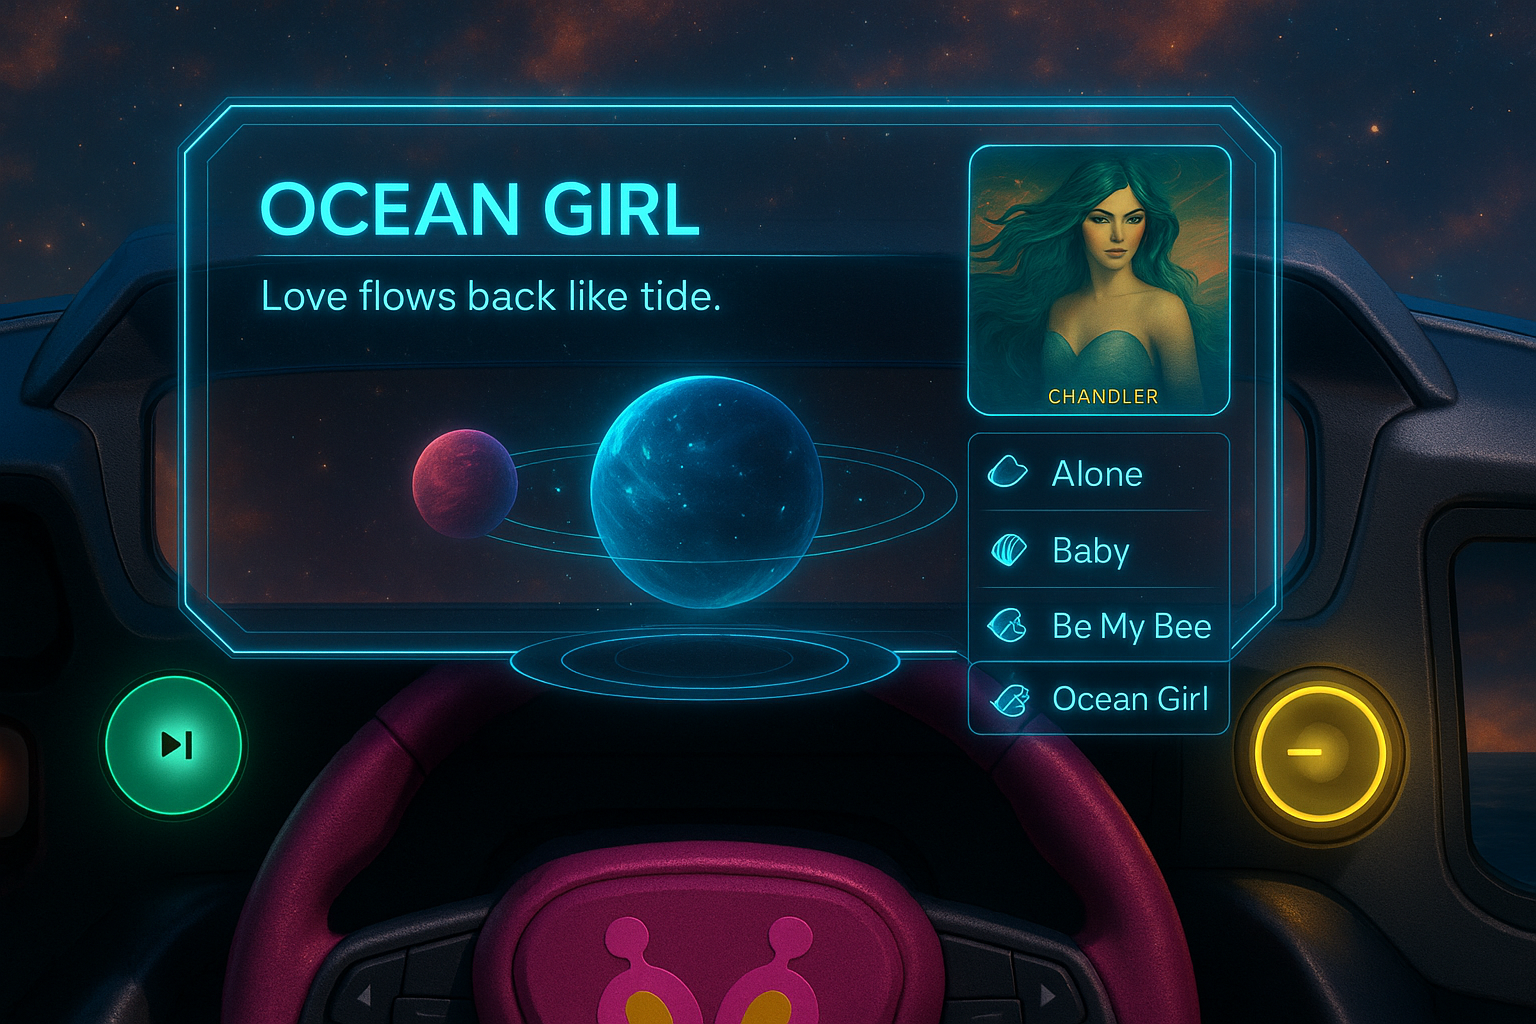 OCEAN GIRL
Love flows back like tide.
CHANDLER
Alone
Baby
Be My Bee
Ocean Girl